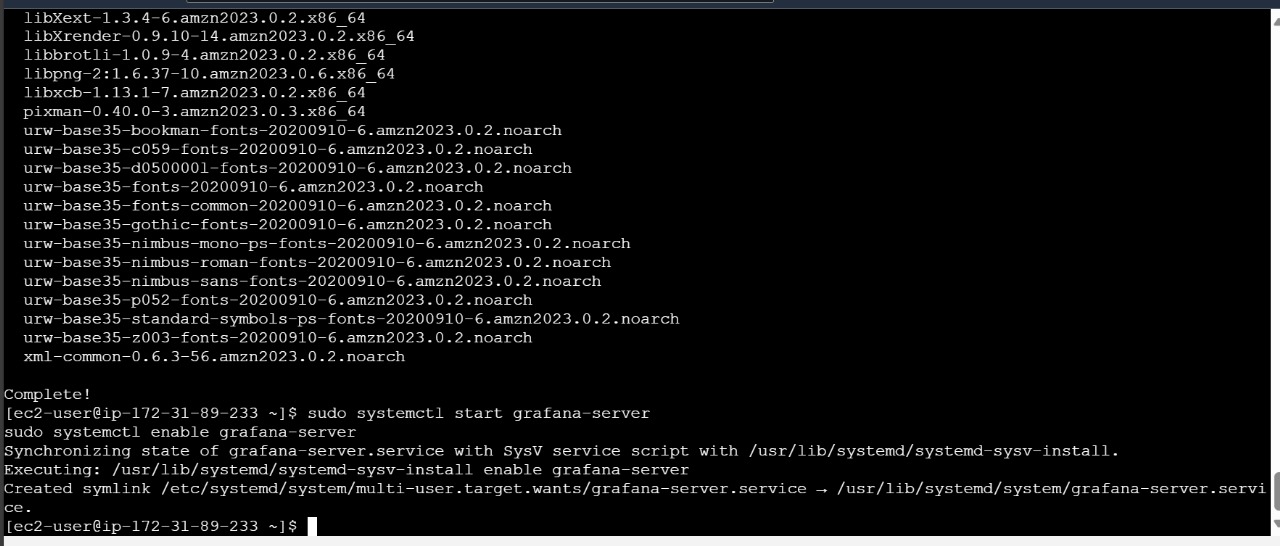 libXext-1.3.4-6.amzn2023.0.2.x86_64
libXrender-0.9.10-14.amzn2023.0.2.x86_64
libbrotli-1.0.9-4.amzn2023.0.2.x86_64
libpng-2:1.6.37-10.amzn2023.0.6.x86_64
libxcb-1.13.1-7.amzn2023.0.2.x86_64
pixman-0.40.0-3.amzn2023.0.3.x86_64
urw-base35-bookman-fonts-20200910-6.amzn2023.0.2.noarch
urw-base35-c059-fonts-20200910-6.amzn2023.0.2.noarch
urw-base35-d050000l-fonts-20200910-6.amzn2023.0.2.noarch
urw-base35-fonts-20200910-6.amzn2023.0.2.noarch
urw-base35-fonts-common-20200910-6.amzn2023.0.2.noarch
urw-base35-gothic-fonts-20200910-6.amzn2023.0.2.noarch
urw-base35-nimbus-mono-ps-fonts-20200910-6.amzn2023.0.2.noarch
urw-base35-nimbus-roman-fonts-20200910-6.amzn2023.0.2.noarch
urw-base35-nimbus-sans-fonts-20200910-6.amzn2023.0.2.noarch
urw-base35-p052-fonts-20200910-6.amzn2023.0.2.noarch
urw-base35-standard-symbols-ps-fonts-20200910-6.amzn2023.0.2.noarch
urw-base35-z003-fonts-20200910-6.amzn2023.0.2.noarch
xml-common-0.6.3-56.amzn2023.0.2.noarch
Complete!
[ec2-user@ip-172-31-89-233 ~]$ sudo systemctl start grafana-server
sudo systemctl enable grafana-server
Synchronizing state of grafana-server.service with SysV service script with /usr/lib/systemd/systemd-sysv-install.
Executing: /usr/lib/systemd/systemd-sysv-install enable grafana-server
Created symlink /etc/systemd/system/multi-user.target.wants/grafana-server.service → /usr/lib/systemd/system/grafana-server.servi
ce.
[ec2-user@ip-172-31-89-233 ~]$